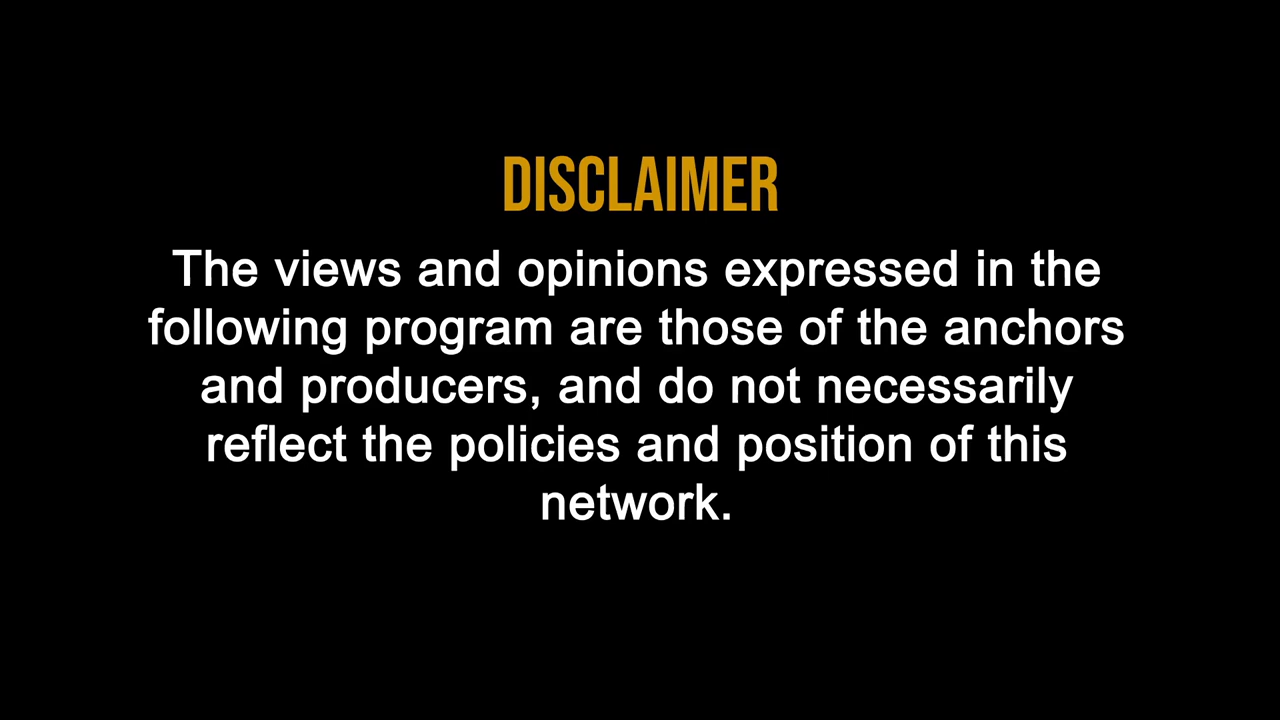 DISCLAIMER
The views and opinions expressed in the
following program are those of the anchors
and producers, and do not necessarily
reflect the policies and position of this
network.